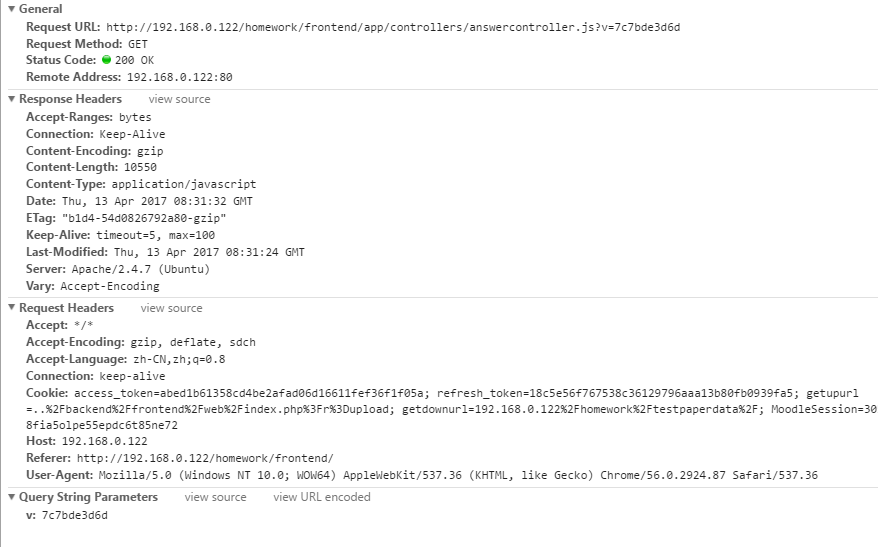 General
Request URL: http://192.168.0.122/homework/frontend/app/controllers/answercontroller.js?v=7c7bde3d6d
Request Method: GET
Status Code: 200 OK
Remote Address: 192.168.0.122:80
Response Headers view source
Accept-Ranges: bytes
Connection: Keep-Alive
Content-Encoding: gzip
Content-Length: 10550
Content-Type: application/javascript
Date: Thu, 13 Apr 2017 08:31:32 GMT
ETag: "b1d4-54d0826792a80-gzip"
Keep-Alive: timeout=5, max=100
Last-Modified: Thu, 13 Apr 2017 08:31:24 GMT
Server: Apache/2.4.7 (Ubuntu)
Vary: Accept-Encoding
Request Headers view source
Accept: */*
Accept-Encoding: gzip, deflate, sdch
Accept-Language: zh-CN,zh;q=0.8
Connection: keep-alive
Cookie: access_token=abed1b61358cd4be2afad06d16611fef36f1f05a; refresh_token=18c5e56f767538c36129796aaa13b80fb0939fa5; getupurl
=..%2Fbackend%2Ffrontend%2Fweb%2Findex.php%3Fr%3Dupload; getdownurl=192.168.0.122%2Fhomework%2Ftestpaperdata%2F; MoodleSession=30
8fia5olpe55epdc6t85ne72
Host: 192.168.0.122
Referer: http://192.168.0.122/homework/frontend/
User-Agent: Mozilla/5.0 (Windows NT 10.0; WOW64) AppleWebKit/537.36 (KHTML, like Gecko) Chrome/56.0.2924.87 Safari/537.36
Query String Parameters view source view URL encoded
v: 7c7bde3d6d